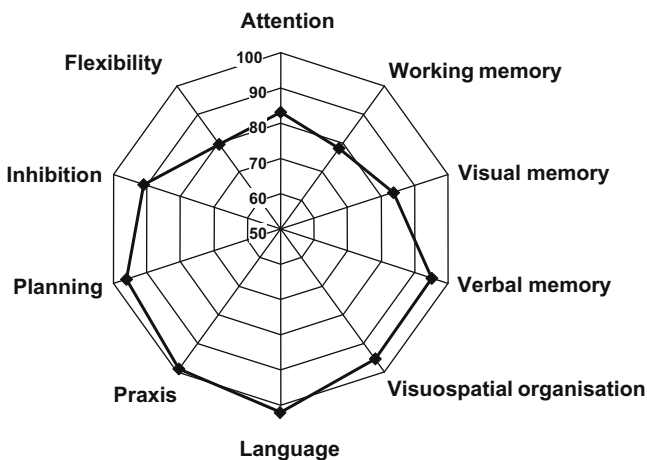 Attention
Flexibility
100
Working memory
90
80
Inhibition
70
Visual memory
60
50
Planning
Verbal memory
Praxis
Visuospatial organisation
Language